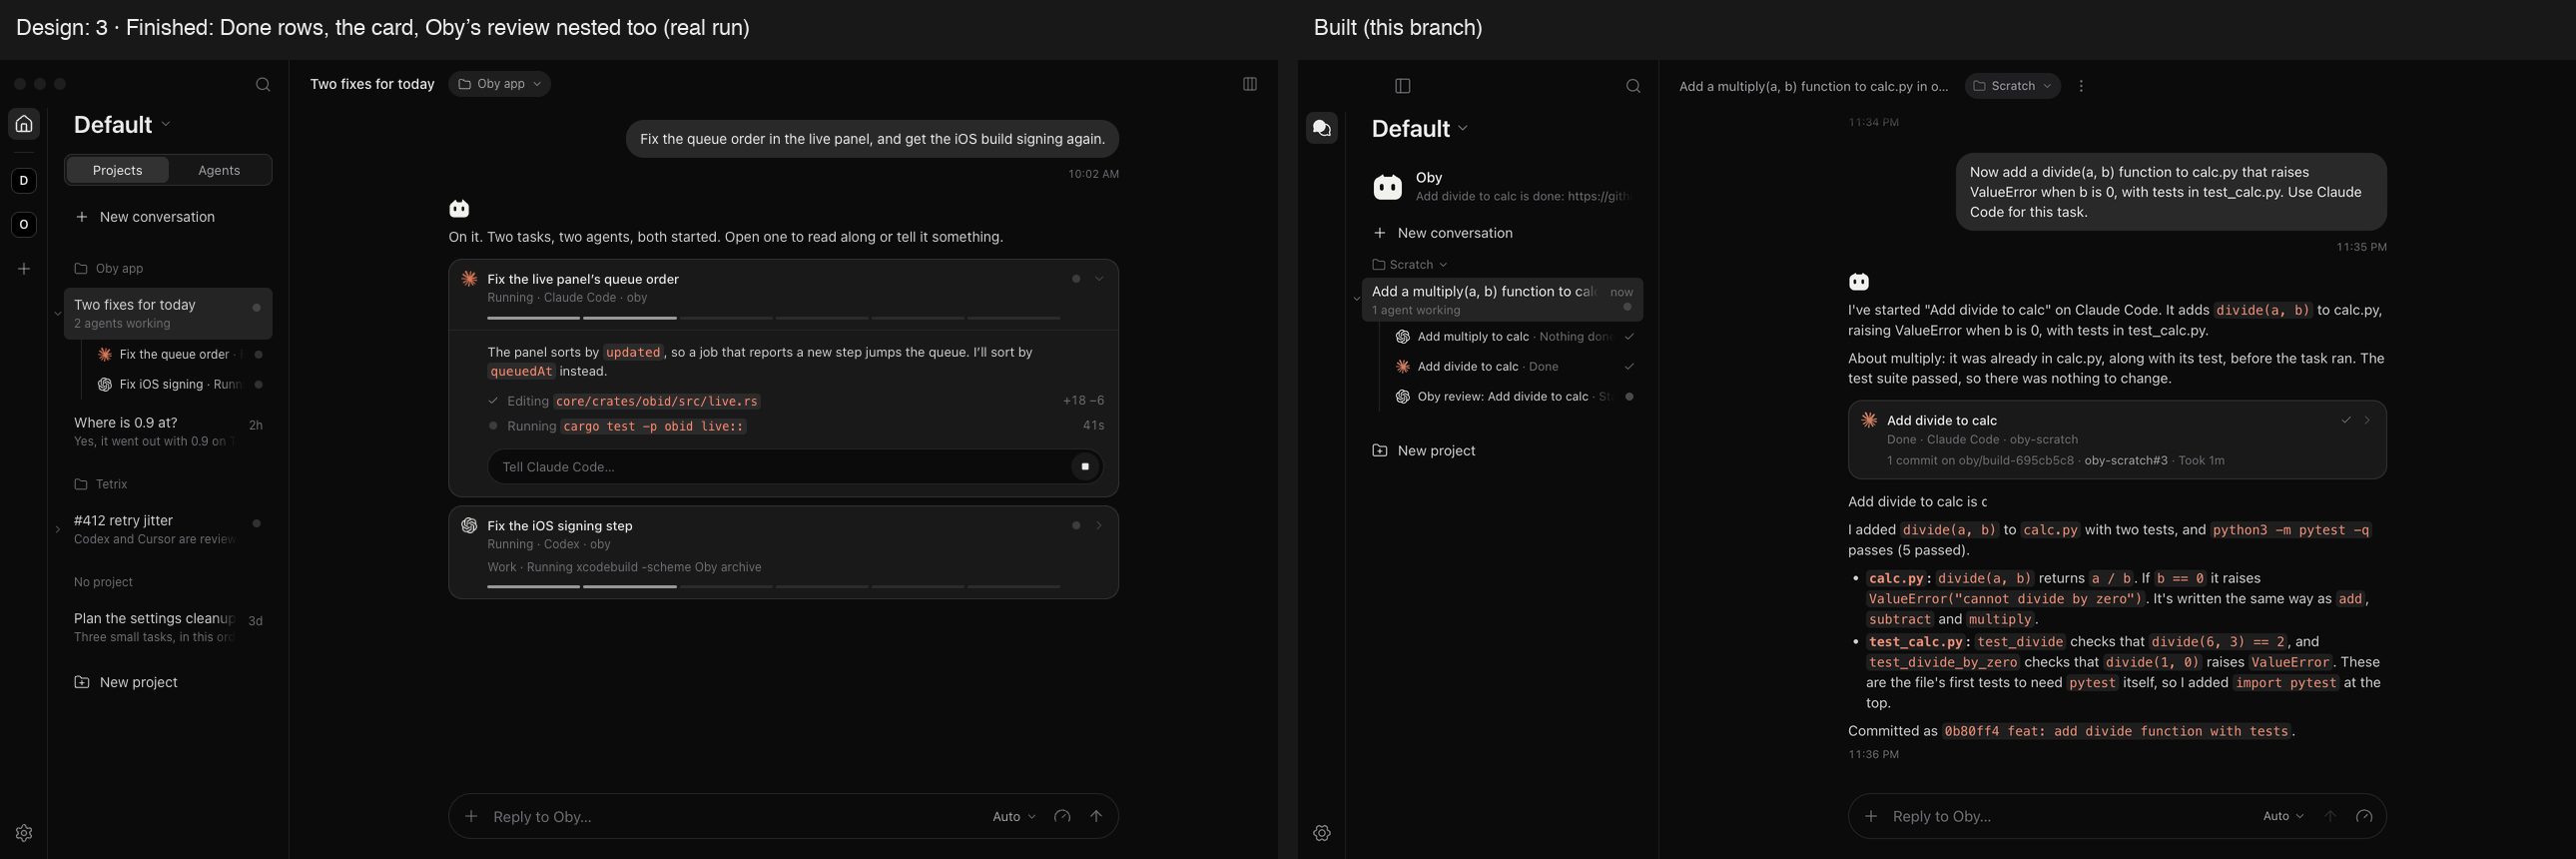 Design: 3 · Finished: Done rows, the card, Oby's review nested too (real run)
Default
Projects Agents
New conversation
Oby app
Two fixes for today
2 agents working
Fix the queue order ·
Fix iOS signing · Runn
Where is 0.9 at? 2h
Yes, it went out with 0.9 on
Tetrix
#412 retry jitter
Codex and Cursor are review
No project
Plan the settings cleanup 3d
Three small tasks, in this ord
New project
D
O
Two fixes for today Oby app
Fix the queue order in the live panel, and get the iOS build signing again.
10:02 AM
On it. Two tasks, two agents, both started. Open one to read along or tell it something.
Fix the live panel's queue order
Running · Claude Code · oby
The panel sorts by updated, so a job that reports a new step jumps the queue. I'll sort by
queuedAt instead.
Editing core/crates/obid/src/live.rs +18 −6
Running cargo test -p obid live:: 41s
Tell Claude Code...
Fix the iOS signing step
Running · Codex · oby
Work · Running xcodebuild -scheme Oby archive
Reply to Oby... Auto
Built (this branch)
Default
Oby
Add divide to calc is done: https://gith
New conversation
Scratch
Add a multiply(a, b) function to cal now
1 agent working
Add multiply to calc · Nothing done
Add divide to calc · Done
Oby review: Add divide to calc · St
New project
Add a multiply(a, b) function to calc.py in o... Scratch
11:34 PM
Now add a divide(a, b) function to calc.py that raises
ValueError when b is 0, with tests in test_calc.py. Use Claude
Code for this task.
11:35 PM
I've started "Add divide to calc" on Claude Code. It adds divide(a, b) to calc.py,
raising ValueError when b is 0, with tests in test_calc.py.
About multiply: it was already in calc.py, along with its test, before the task ran. The
test suite passed, so there was nothing to change.
Add divide to calc
Done · Claude Code · oby-scratch
1 commit on oby/build-695cb5c8 · oby-scratch#3 · Took 1m
Add divide to calc is c
I added divide(a, b) to calc.py with two tests, and python3 -m pytest -q
passes (5 passed).
• calc.py: divide(a, b) returns a / b. If b == 0 it raises
ValueError("cannot divide by zero"). It's written the same way as add,
subtract and multiply.
• test_calc.py: test_divide checks that divide(6, 3) == 2, and
test_divide_by_zero checks that divide(1, 0) raises ValueError. These
are the file's first tests to need pytest itself, so I added import pytest at the
top.
Committed as 0b80ff4 feat: add divide function with tests.
11:36 PM
Reply to Oby... Auto